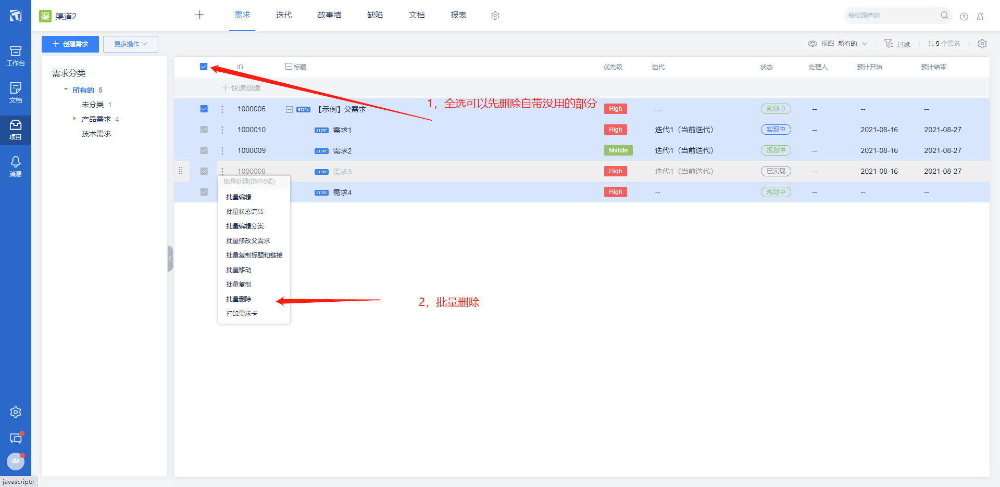 渠 渠道2 需求 迭代 故事墙 缺陷 文档 报表 按标题查询
工作台
文档
项目
消息
da
javascript:;
创建需求 更多操作 视图 所有的 过滤 共 5 个需求
需求分类
所有的 5
未分类 1
产品需求 4
技术需求
ID 标题 优先级 迭代 状态 处理人 预计开始 预计结束
快速创建
1，全选可以先删除自带没用的部分
1000006 STORY 【示例】父需求 High -- 规划中 -- -- --
1000010 STORY 需求1 High 迭代1（当前迭代） 实现中 -- 2021-08-16 2021-08-27
1000009 STORY 需求2 Middle 迭代1（当前迭代） 规划中 -- 2021-08-16 2021-08-27
1000008 STORY 需求3 High 迭代1（当前迭代） 已实现 -- 2021-08-16 2021-08-27
STORY 需求4 High -- 规划中 -- -- --
批量处理(选中5项)
批量编辑
批量状态流转
批量编辑分类
批量修改父需求
批量复制标题和链接
批量移动
批量复制
批量删除
打印需求卡
2，批量删除